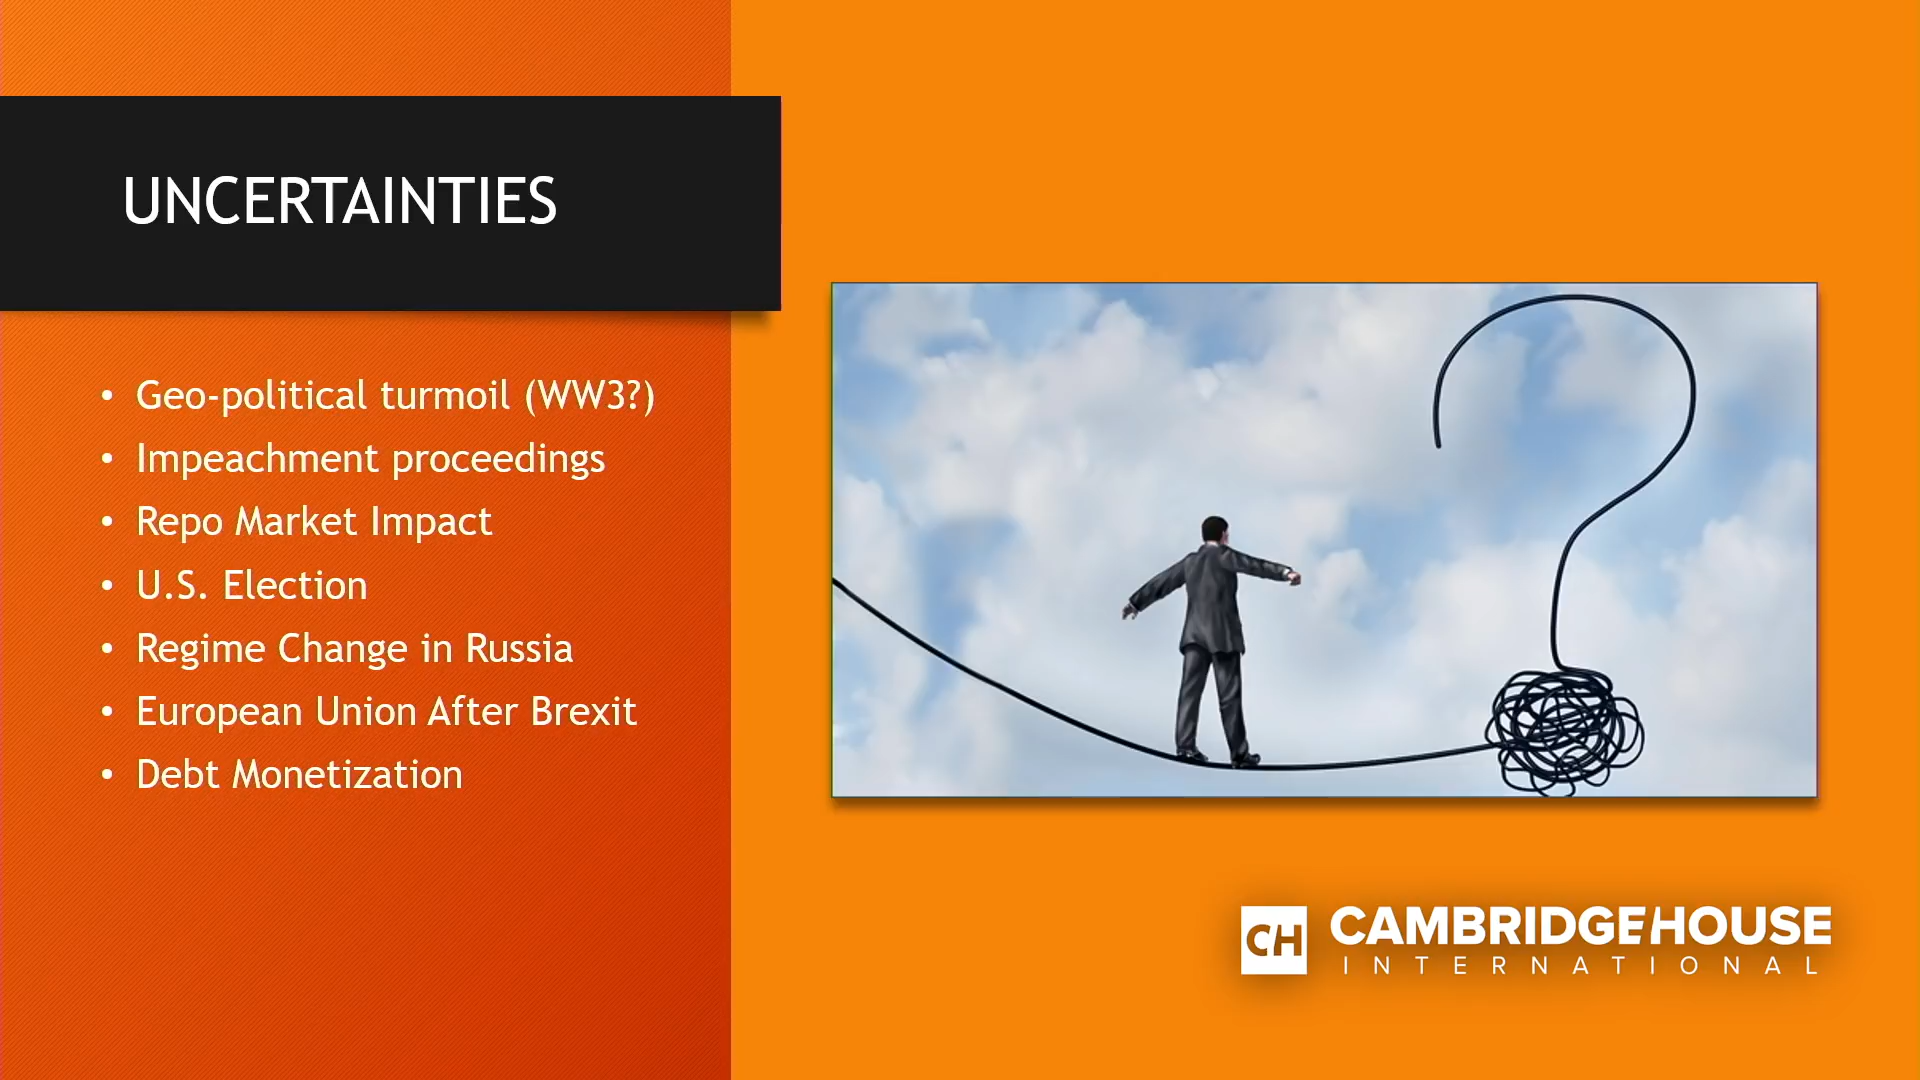 UNCERTAINTIES
• Geo-political turmoil (WW3?)
• Impeachment proceedings
• Repo Market Impact
• U.S. Election
• Regime Change in Russia
• European Union After Brexit
• Debt Monetization
CH CAMBRIDGEHOUSE
INTERNATIONAL